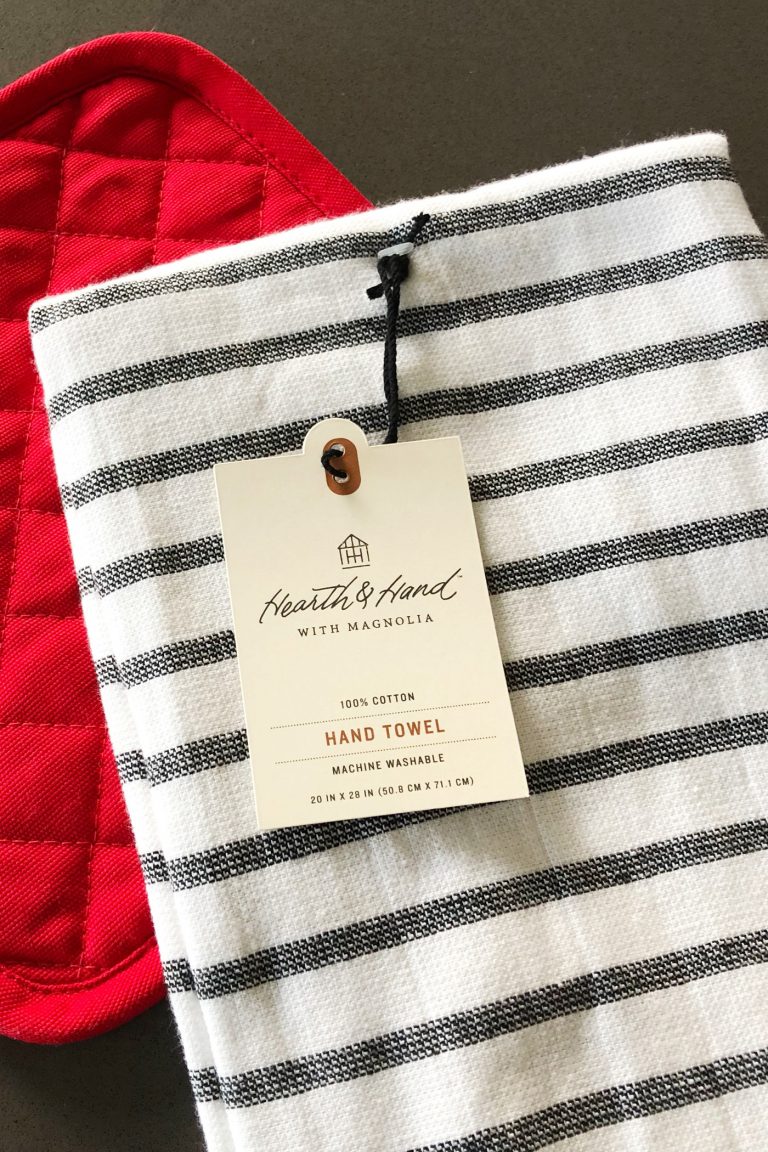 Hearth & Hand™
WITH MAGNOLIA
100% COTTON
HAND TOWEL
MACHINE WASHABLE
20 IN X 28 IN (50.8 CM X 71.1 CM)